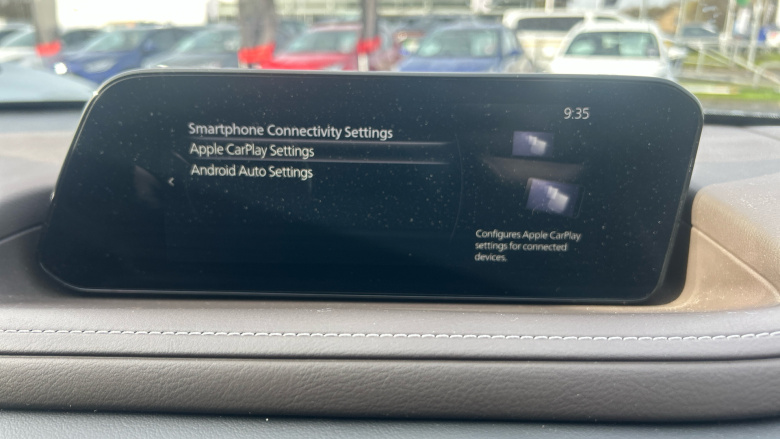 9:35
Smartphone Connectivity Settings
Apple CarPlay Settings
Android Auto Settings
Configures Apple CarPlay
settings for connected
devices.